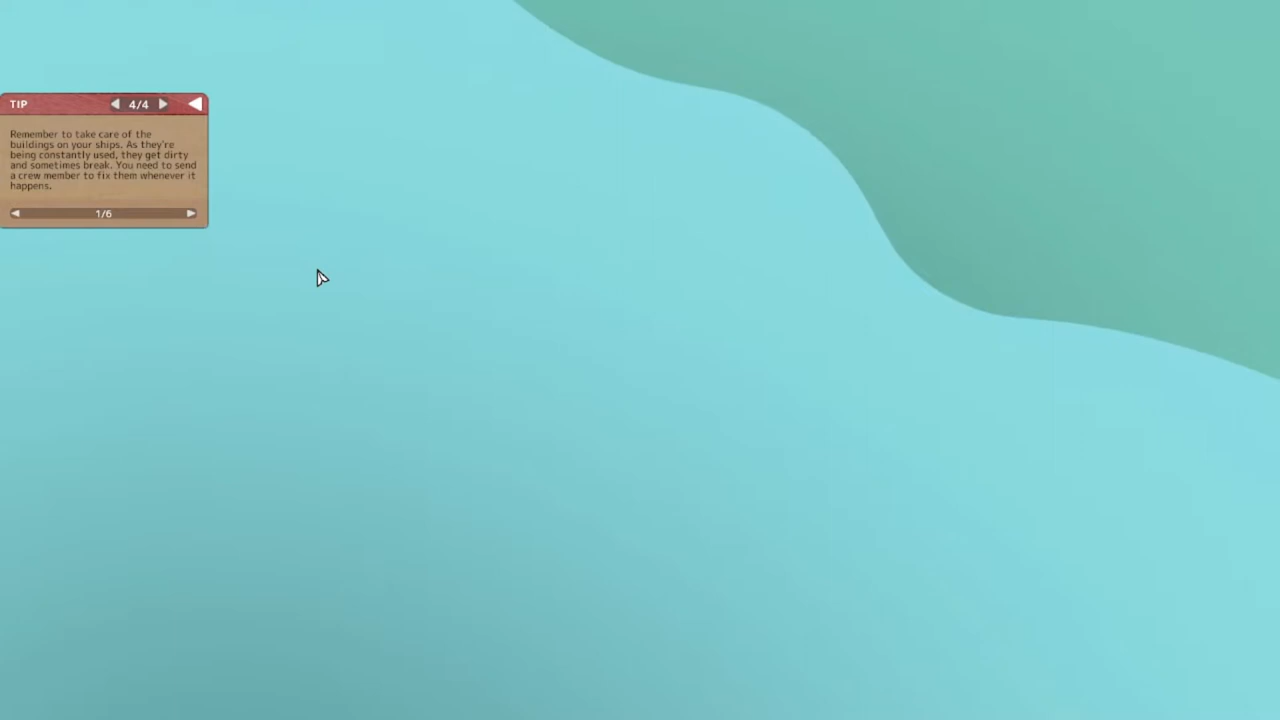 TIP 4/4
Remember to take care of the
buildings on your ships. As they're
being constantly used, they get dirty
and sometimes break. You need to send
a crew member to fix them whenever it
happens.
1/6